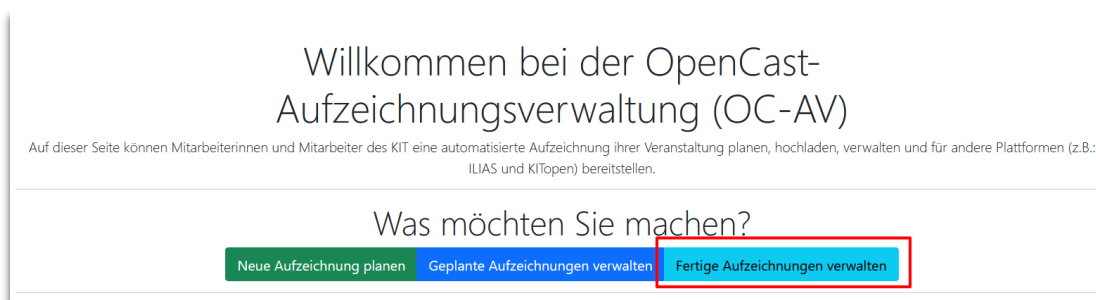 Willkommen bei der OpenCast-
Aufzeichnungsverwaltung (OC-AV)
Auf dieser Seite können Mitarbeiterinnen und Mitarbeiter des KIT eine automatisierte Aufzeichnung ihrer Veranstaltung planen, hochladen, verwalten und für andere Plattformen (z.B.:
ILIAS und KITopen) bereitstellen.
Was möchten Sie machen?
Neue Aufzeichnung planen Geplante Aufzeichnungen verwalten Fertige Aufzeichnungen verwalten